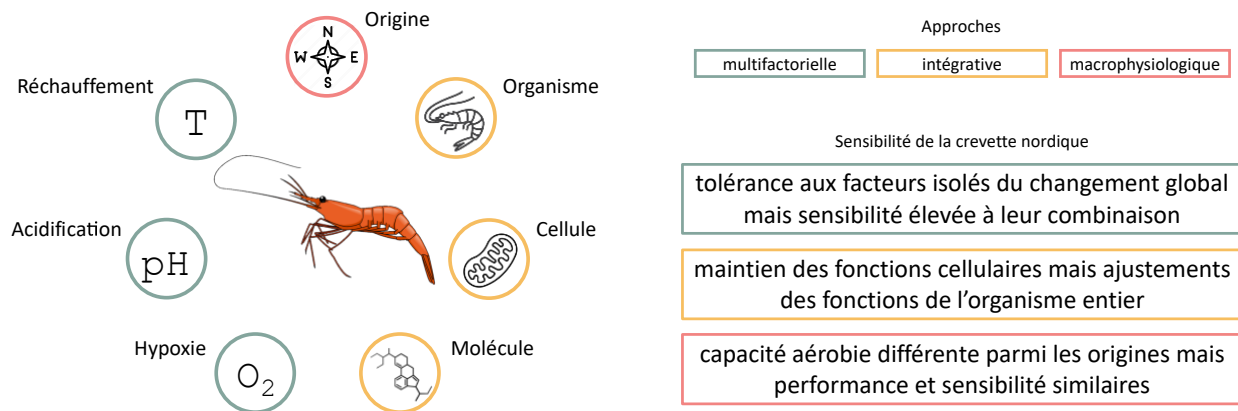 Origine
N
W E
S
Réchauffement
T
Organisme
Acidification
pH
Cellule
Hypoxie
O₂
Molécule
Approches
multifactorielle
intégrative
macrophysiologique
Sensibilité de la crevette nordique
tolérance aux facteurs isolés du changement global
mais sensibilité élevée à leur combinaison
maintien des fonctions cellulaires mais ajustements
des fonctions de l’organisme entier
capacité aérobie différente parmi les origines mais
performance et sensibilité similaires